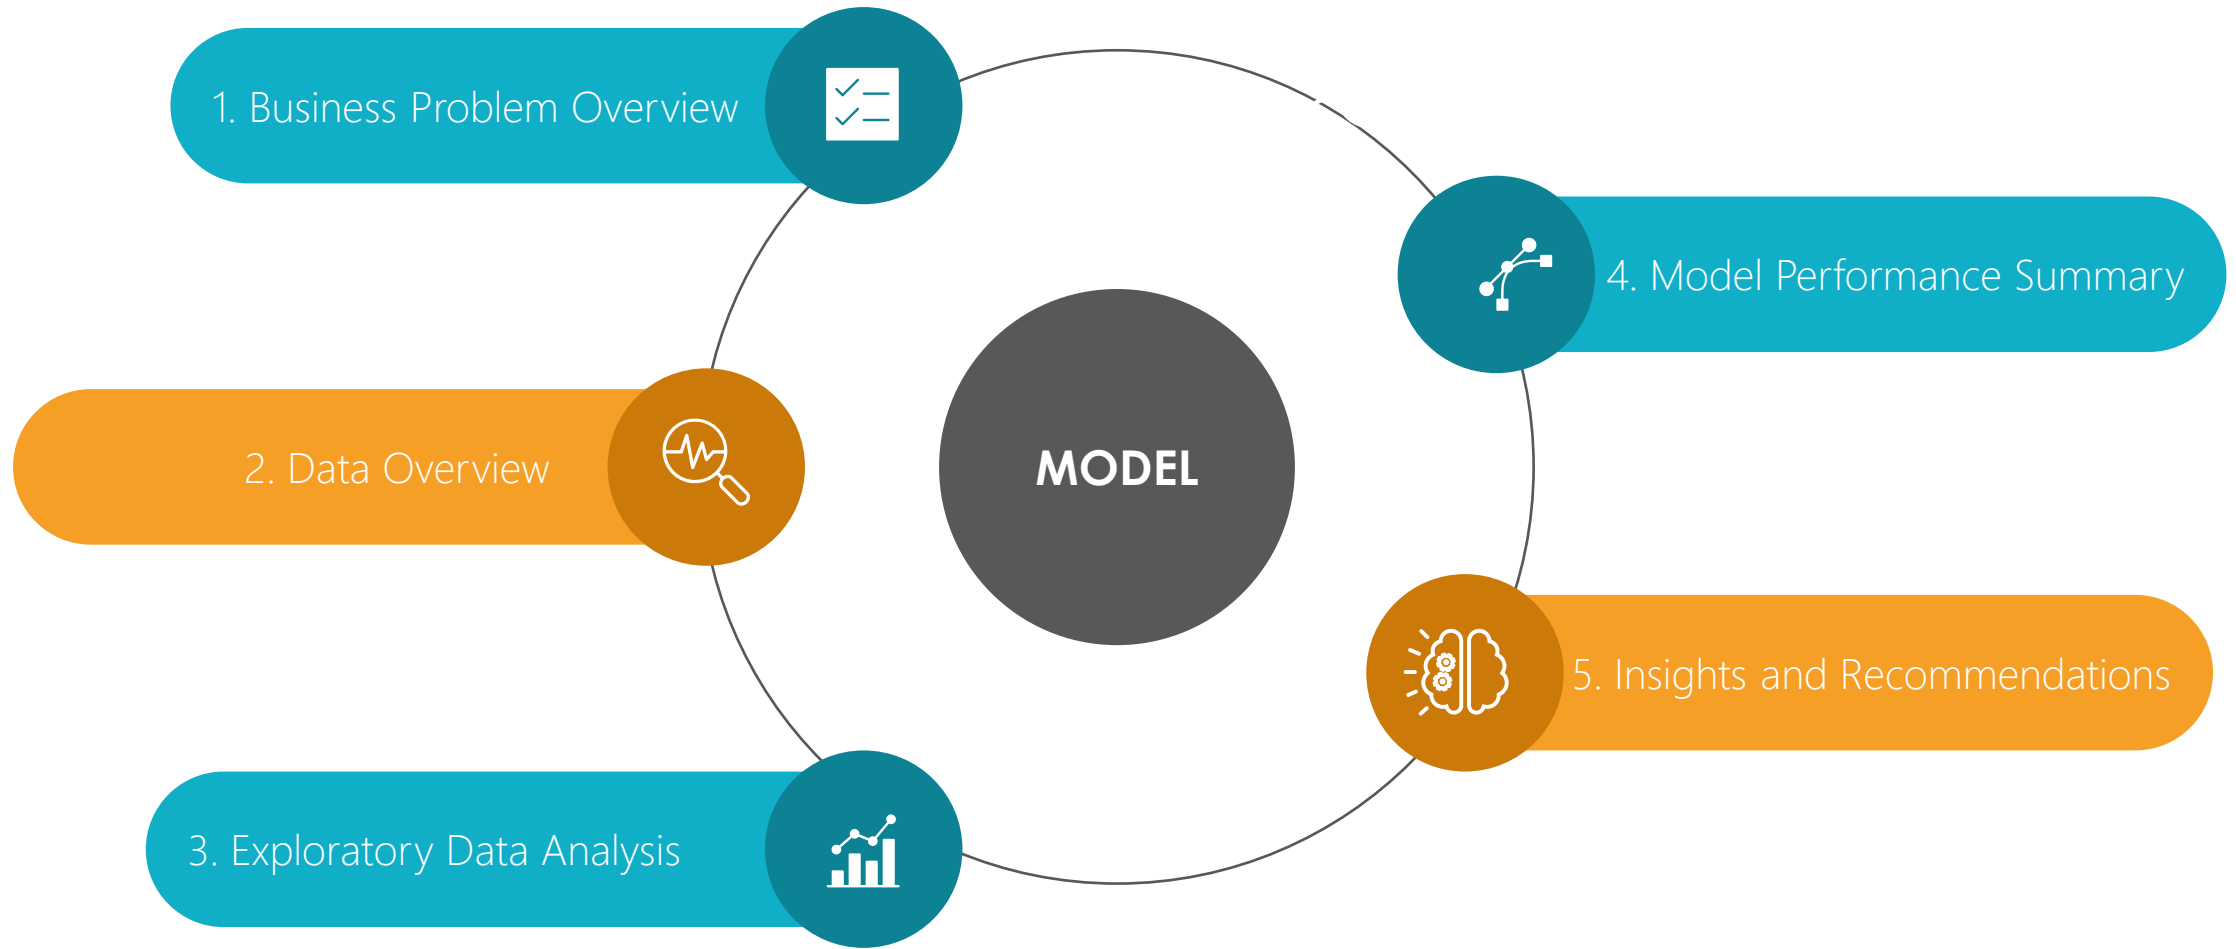 1. Business Problem Overview
2. Data Overview
3. Exploratory Data Analysis
MODEL
4. Model Performance Summary
5. Insights and Recommendations